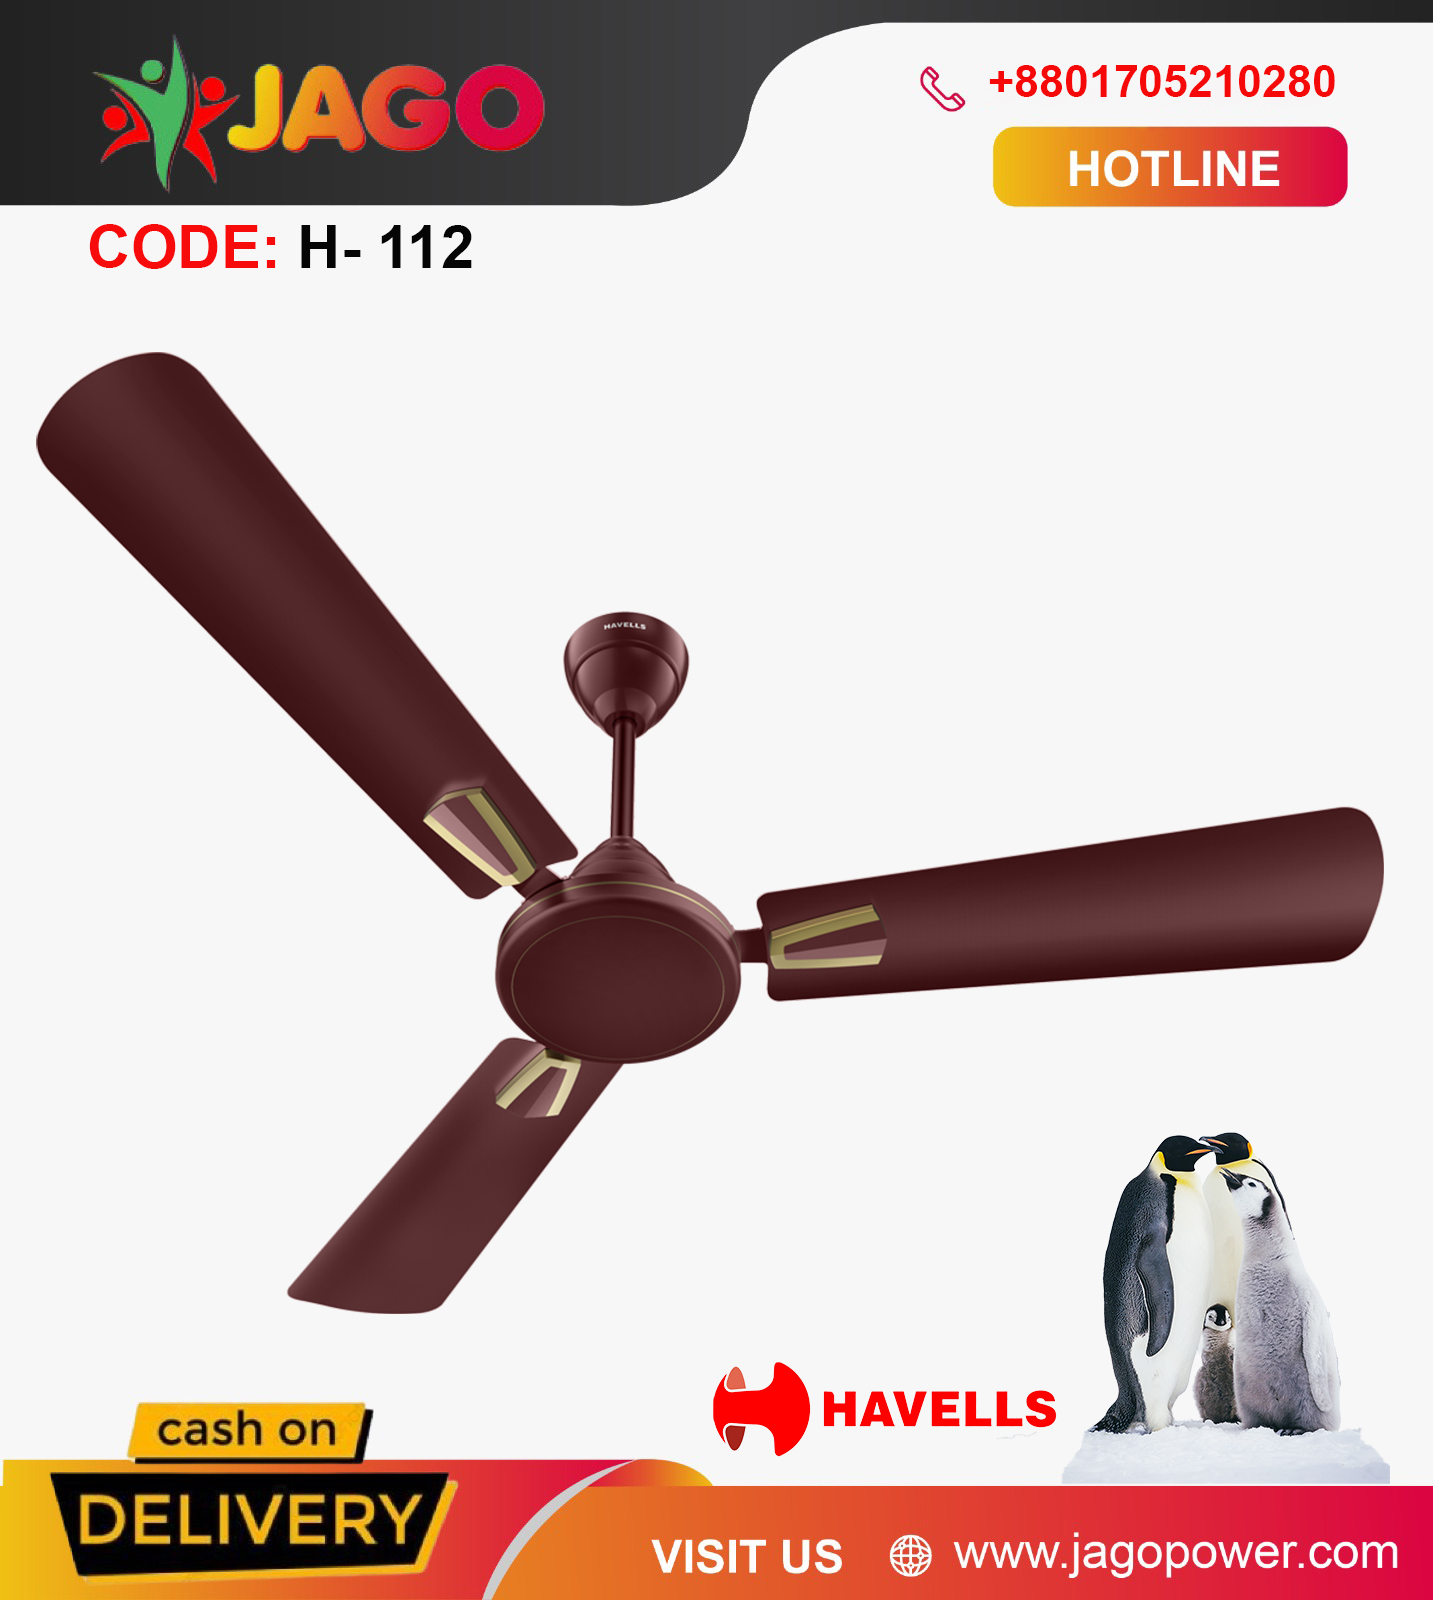 JAGO
+8801705210280
HOTLINE
CODE: H- 112
HAVELLS
HAVELLS
cash on
DELIVERY
VISIT US
www.jagopower.com